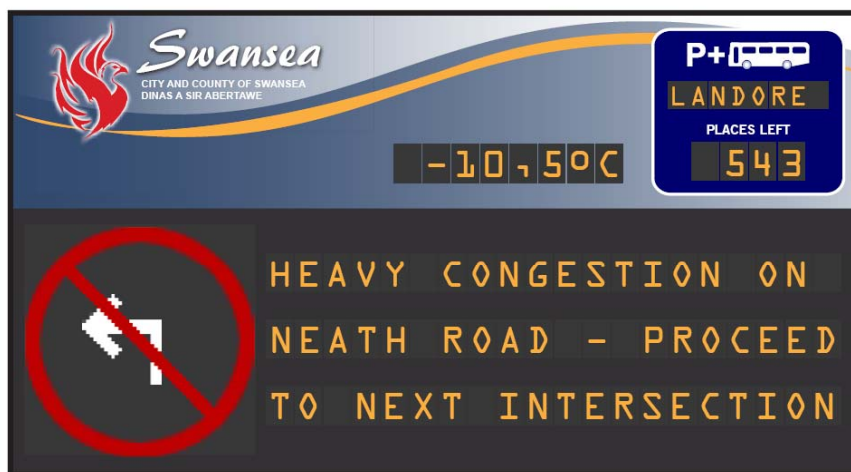 Swansea
CITY AND COUNTY OF SWANSEA
DINAS A SIR ABERTAWE
P+
LANDORE
PLACES LEFT
543
-10,5°C
HEAVY CONGESTION ON
NEATH ROAD - PROCEED
TO NEXT INTERSECTION